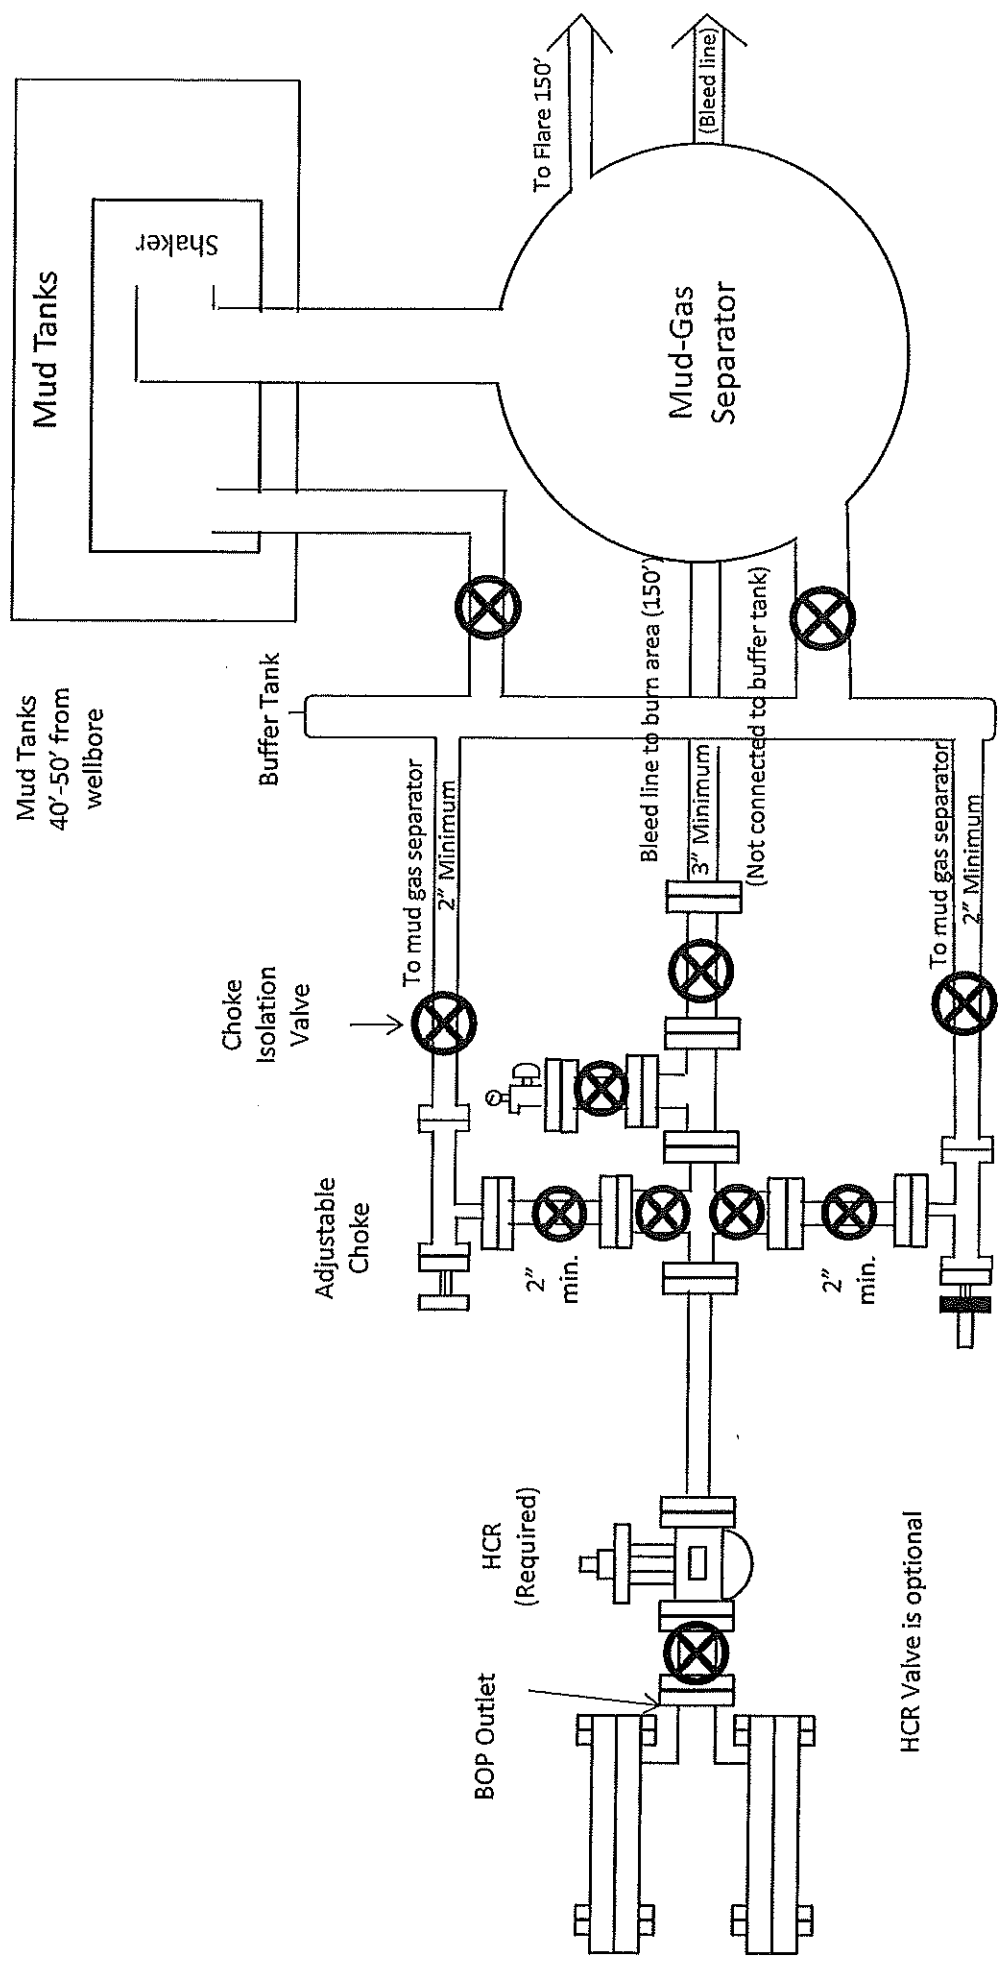 Mud Tanks
40'-50' from
wellbore
Mud Tanks
Shaker
Buffer Tank
To Flare 150'
(Bleed line)
Mud-Gas
Separator
Choke
Isolation
Valve
To mud gas separator
2" Minimum
Bleed line to burn area (150')
3" Minimum
(Not connected to buffer tank)
To mud gas separator
2" Minimum
Adjustable
Choke
2"
min.
2"
min.
HCR
(Required)
BOP Outlet
HCR Valve is optional